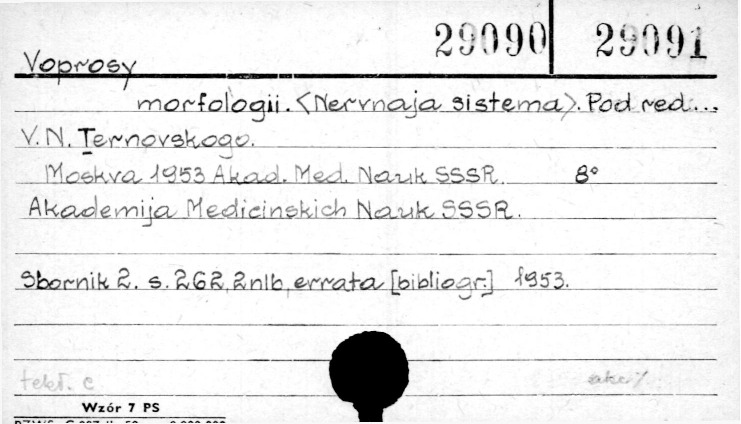 29090 29091
Voprosy
morfologii. <Nervnaja sistema>. Pod red...
V. N. Ternovskogo.
Moskva 1953 Akad. Med. Nauk SSSR. 8°
Akademija Medicinskich Nauk SSSR.
Sbornik 2. s. 262, 2nlb, errata [bibliogr.] 1953.
tekt. c
Wzór 7 PS